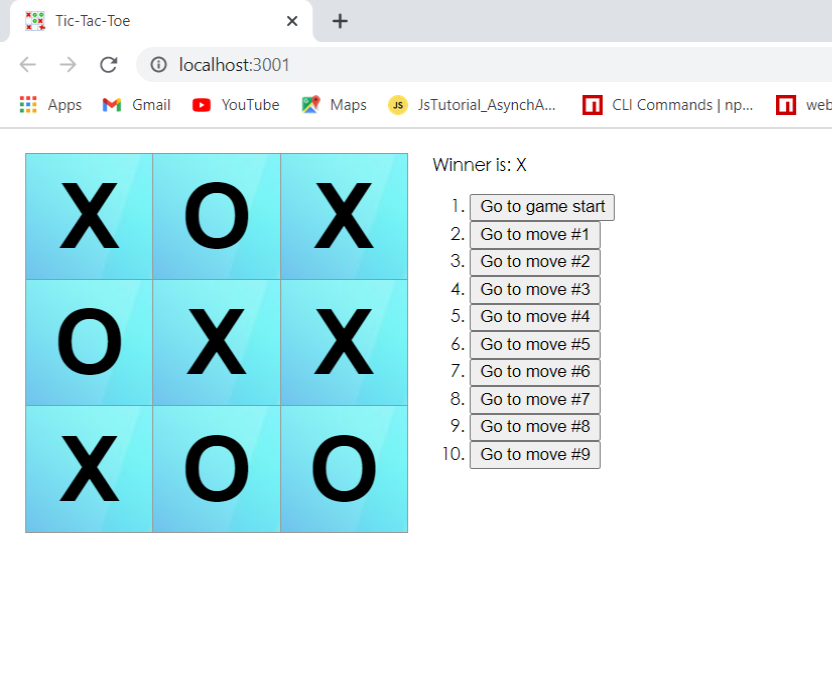 Tic-Tac-Toe
localhost:3001
Apps Gmail YouTube Maps JS JsTutorial_AsynchA... CLI Commands | np... web
Winner is: X
X O X
O X X
X O O
1. Go to game start
2. Go to move #1
3. Go to move #2
4. Go to move #3
5. Go to move #4
6. Go to move #5
7. Go to move #6
8. Go to move #7
9. Go to move #8
10. Go to move #9